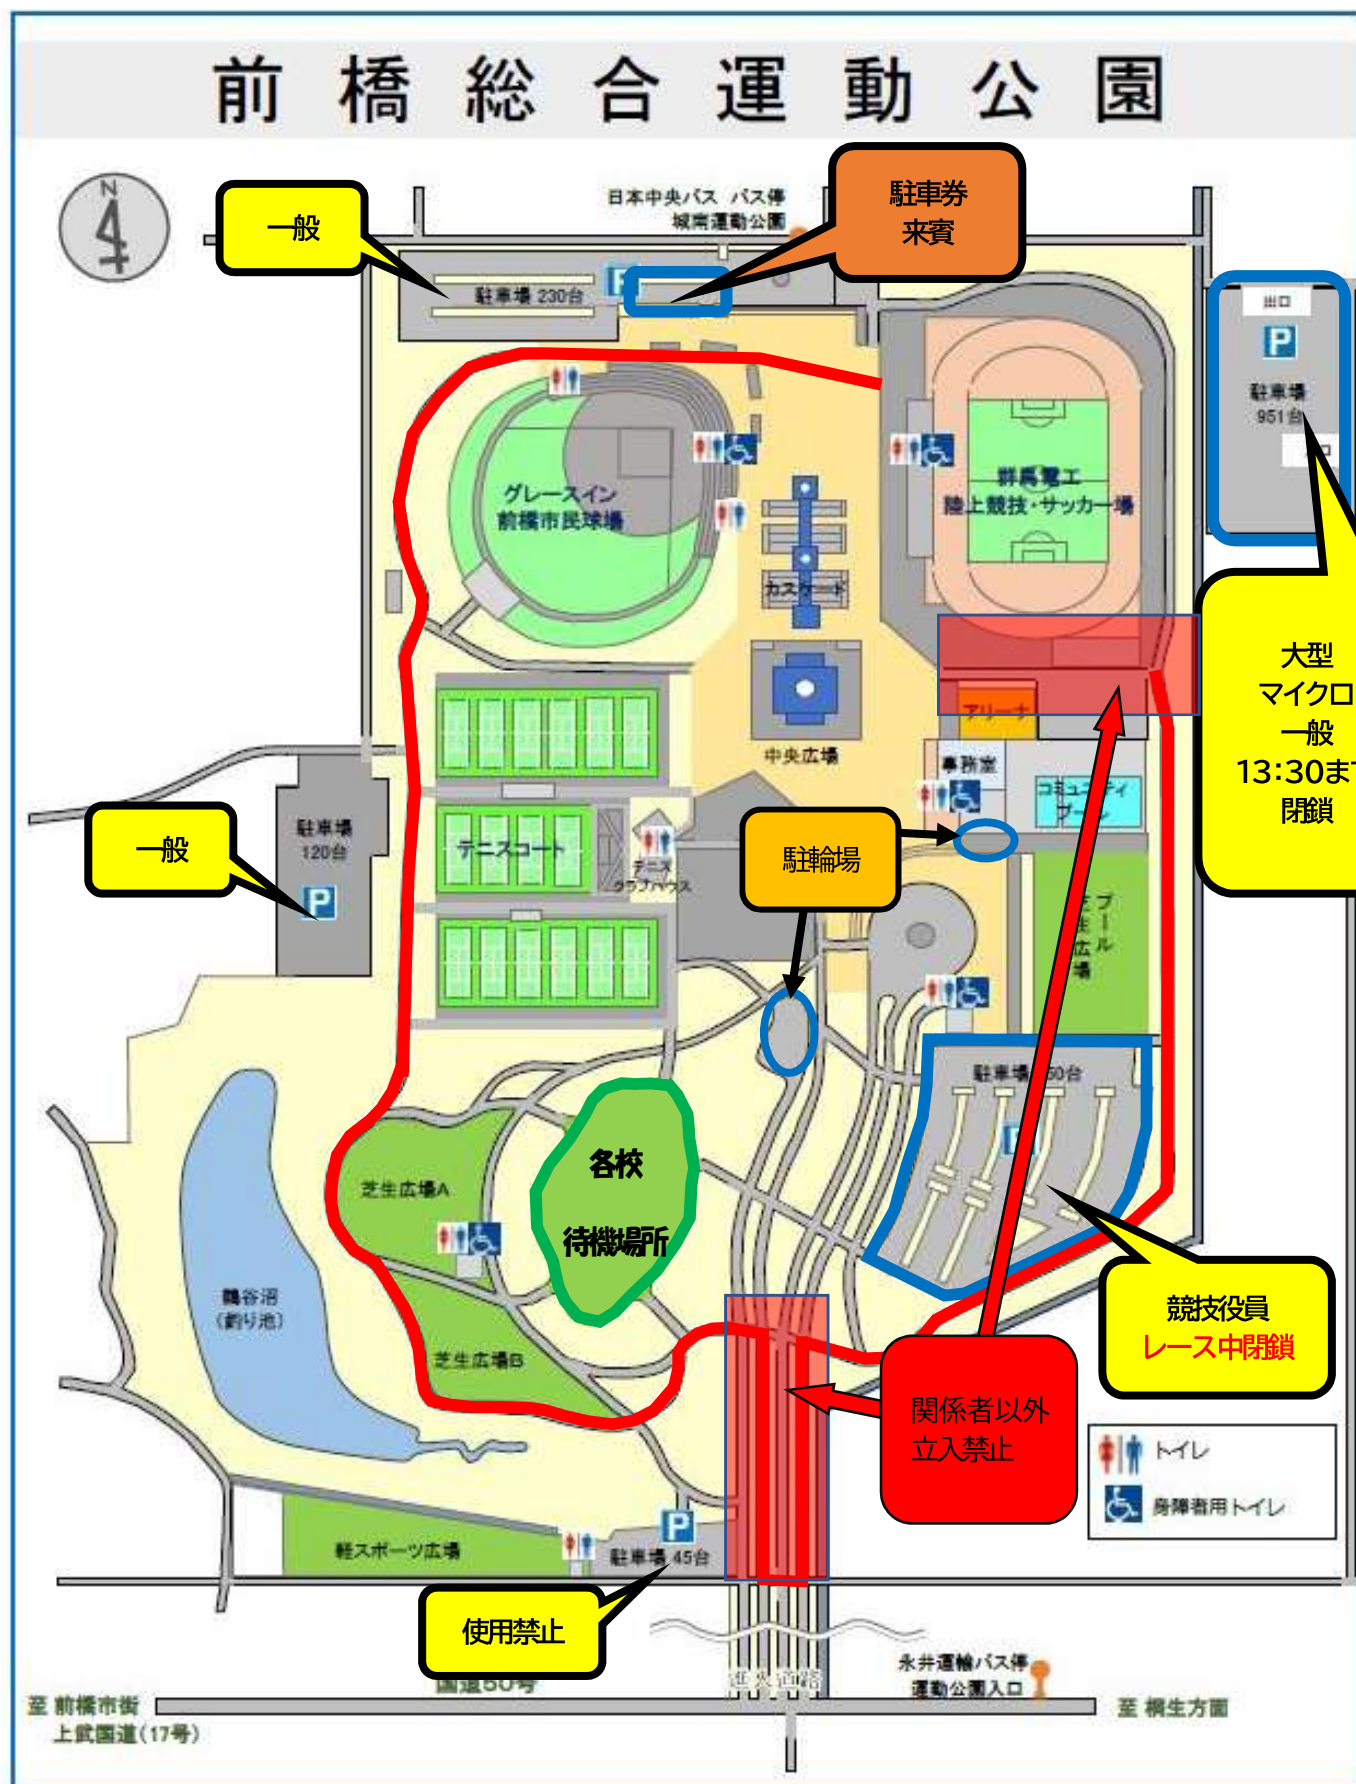 前橋総合運動公園
N
一般
日本中央バス バス停
城南運動公園
駐車券
来賓
駐車場 230台
P
出口
P
駐車場
951台
グレースイン
前橋市民球場
群馬電工
陸上競技・サッカー場
カスケード
大型
マイクロ
一般
13:30まで
閉鎖
アリーナ
中央広場
事務室
コミュニティ
プール
一般
駐車場
120台
P
テニスコート
テニス
クラブハウス
駐輪場
プール
芝生広場
駐車場
50台
各校
待機場所
芝生広場A
鶴谷沼
(釣り池)
芝生広場B
競技役員
レース中閉鎖
関係者以外
立入禁止
トイレ
身障者用トイレ
軽スポーツ広場
P
駐車場 45台
使用禁止
国道50号
進入道路
永井運輸バス停
運動公園入口
至 前橋市街
上武国道(17号)
至 桐生方面